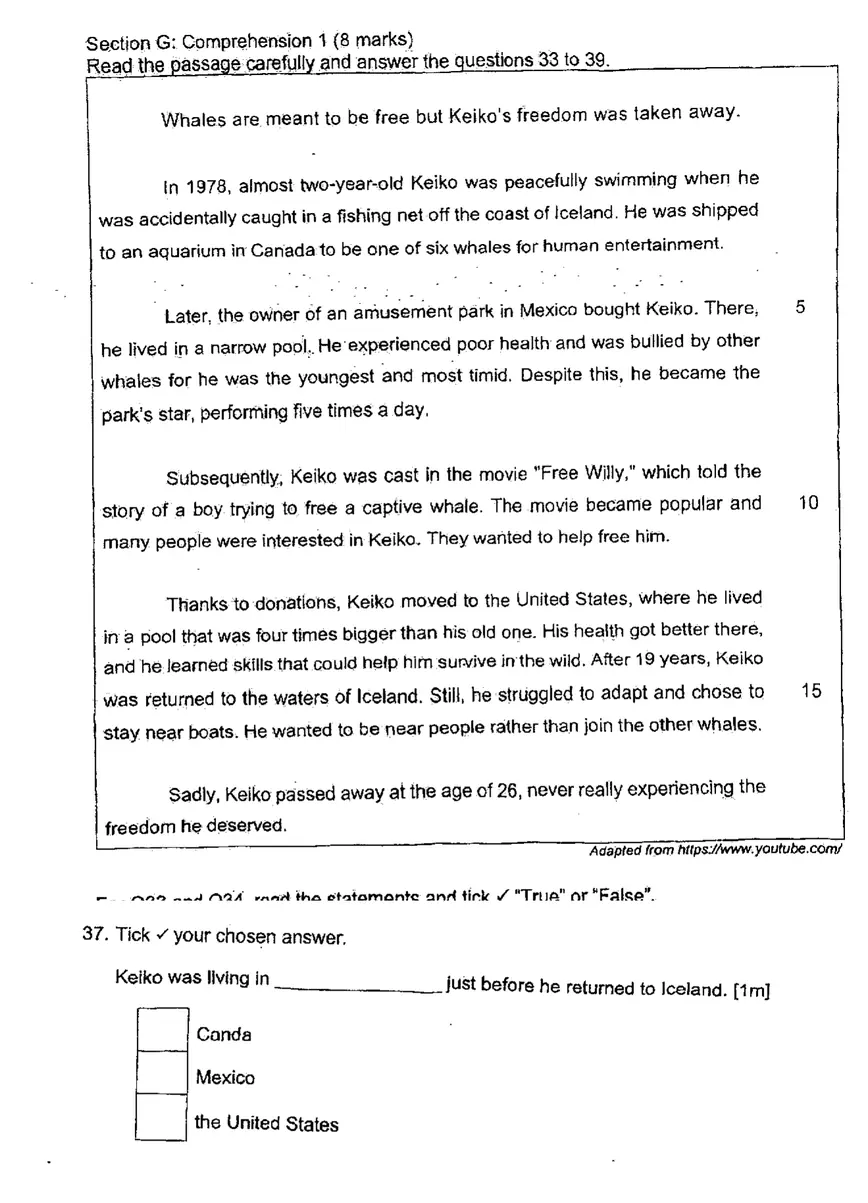 Section G: Comprehension 1 (8 marks)
Read the passage carefully and answer the questions 33 to 39.
Whales are meant to be free but Keiko's freedom was taken away.
In 1978, almost two-year-old Keiko was peacefully swimming when he
was accidentally caught in a fishing net off the coast of Iceland. He was shipped
to an aquarium in Canada to be one of six whales for human entertainment.
Later, the owner of an amusement park in Mexico bought Keiko. There, 5
he lived in a narrow pool. He experienced poor health and was bullied by other
whales for he was the youngest and most timid. Despite this, he became the
park's star, performing five times a day.
Subsequently, Keiko was cast in the movie "Free Willy," which told the
story of a boy trying to free a captive whale. The movie became popular and 10
many people were interested in Keiko. They wanted to help free him.
Thanks to donations, Keiko moved to the United States, where he lived
in a pool that was four times bigger than his old one. His health got better there,
and he learned skills that could help him survive in the wild. After 19 years, Keiko
was returned to the waters of Iceland. Still, he struggled to adapt and chose to 15
stay near boats. He wanted to be near people rather than join the other whales.
Sadly, Keiko passed away at the age of 26, never really experiencing the
freedom he deserved.
Adapted from https://www.youtube.com/
read the statements and tick ✓ "True" or "False".
37. Tick ✓ your chosen answer.
Keiko was living in _______________ just before he returned to Iceland. [1m]
Canda
Mexico
the United States